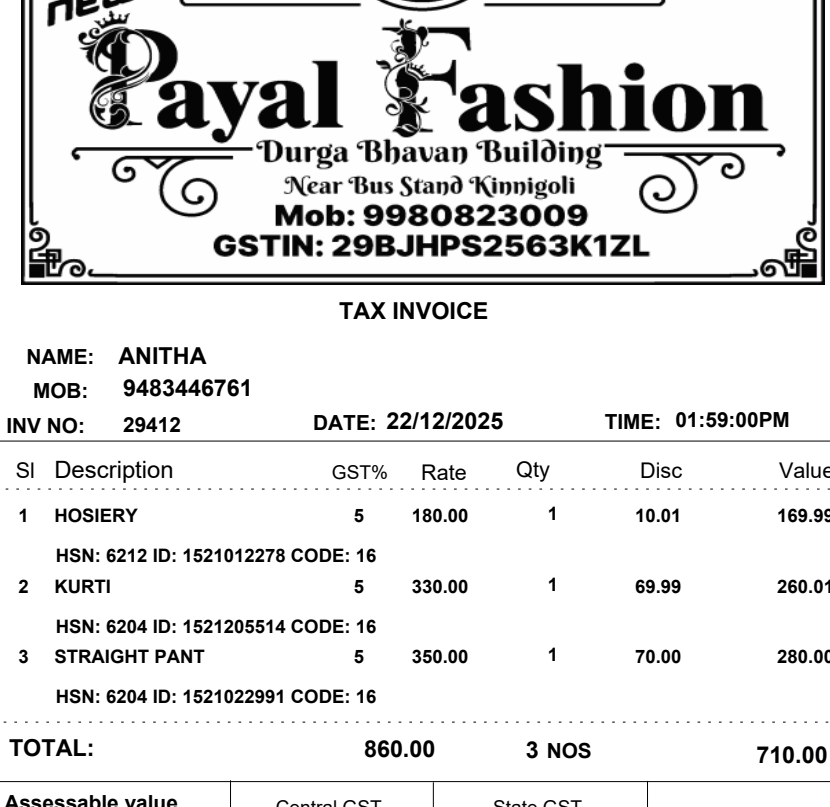 new
Payal Fashion
Durga Bhavan Building
Near Bus Stand Kinnigoli
Mob: 9980823009
GSTIN: 29BJHPS2563K1ZL
TAX INVOICE
NAME: ANITHA
MOB: 9483446761
INV NO: 29412 DATE: 22/12/2025 TIME: 01:59:00PM
Sl Description GST% Rate Qty Disc Value
1 HOSIERY 5 180.00 1 10.01 169.99
HSN: 6212 ID: 1521012278 CODE: 16
2 KURTI 5 330.00 1 69.99 260.01
HSN: 6204 ID: 1521205514 CODE: 16
3 STRAIGHT PANT 5 350.00 1 70.00 280.00
HSN: 6204 ID: 1521022991 CODE: 16
TOTAL: 860.00 3 NOS 710.00
Assessable value Central GST State GST